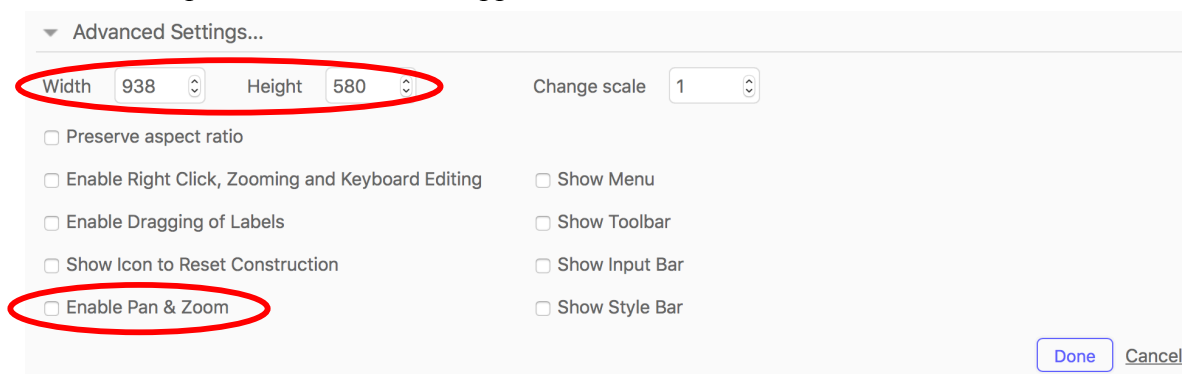 Advanced Settings...
Width 938 Height 580 Change scale 1
Preserve aspect ratio
Enable Right Click, Zooming and Keyboard Editing Show Menu
Enable Dragging of Labels Show Toolbar
Show Icon to Reset Construction Show Input Bar
Enable Pan & Zoom Show Style Bar
Done Cancel